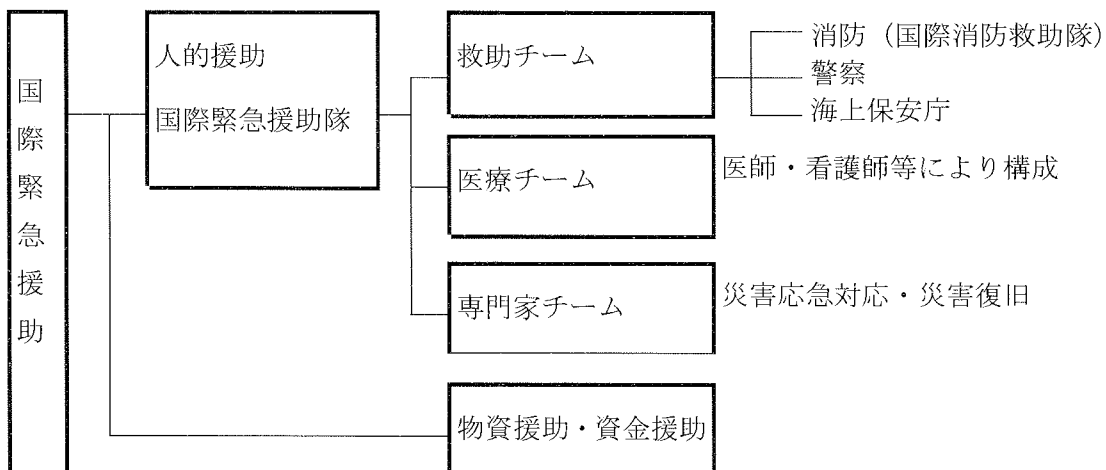 国際緊急援助
人的援助
国際緊急援助隊
救助チーム
消防（国際消防救助隊）
警察
海上保安庁
医療チーム
医師・看護師等により構成
専門家チーム
災害応急対応・災害復旧
物資援助・資金援助